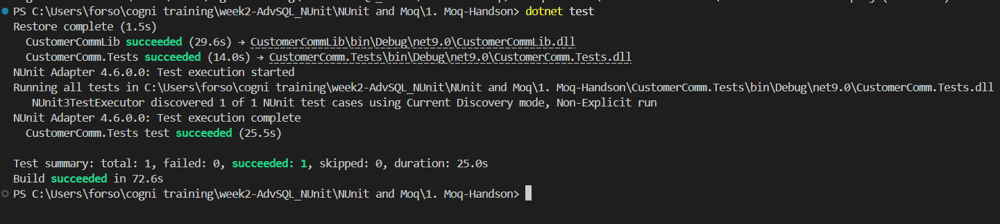 PS C:\Users\forso\cogni training\week2-AdvSQL_NUnit\NUnit and Moq\1. Moq-Handson> dotnet test
Restore complete (1.5s)
  CustomerCommLib succeeded (29.6s) → CustomerCommLib\bin\Debug\net9.0\CustomerCommLib.dll
  CustomerComm.Tests succeeded (14.0s) → CustomerComm.Tests\bin\Debug\net9.0\CustomerComm.Tests.dll
NUnit Adapter 4.6.0.0: Test execution started
Running all tests in C:\Users\forso\cogni training\week2-AdvSQL_NUnit\NUnit and Moq\1. Moq-Handson\CustomerComm.Tests\bin\Debug\net9.0\CustomerComm.Tests.dll
   NUnit3TestExecutor discovered 1 of 1 NUnit test cases using Current Discovery mode, Non-Explicit run
NUnit Adapter 4.6.0.0: Test execution complete
  CustomerComm.Tests test succeeded (25.5s)

Test summary: total: 1, failed: 0, succeeded: 1, skipped: 0, duration: 25.0s
Build succeeded in 72.6s
PS C:\Users\forso\cogni training\week2-AdvSQL_NUnit\NUnit and Moq\1. Moq-Handson>